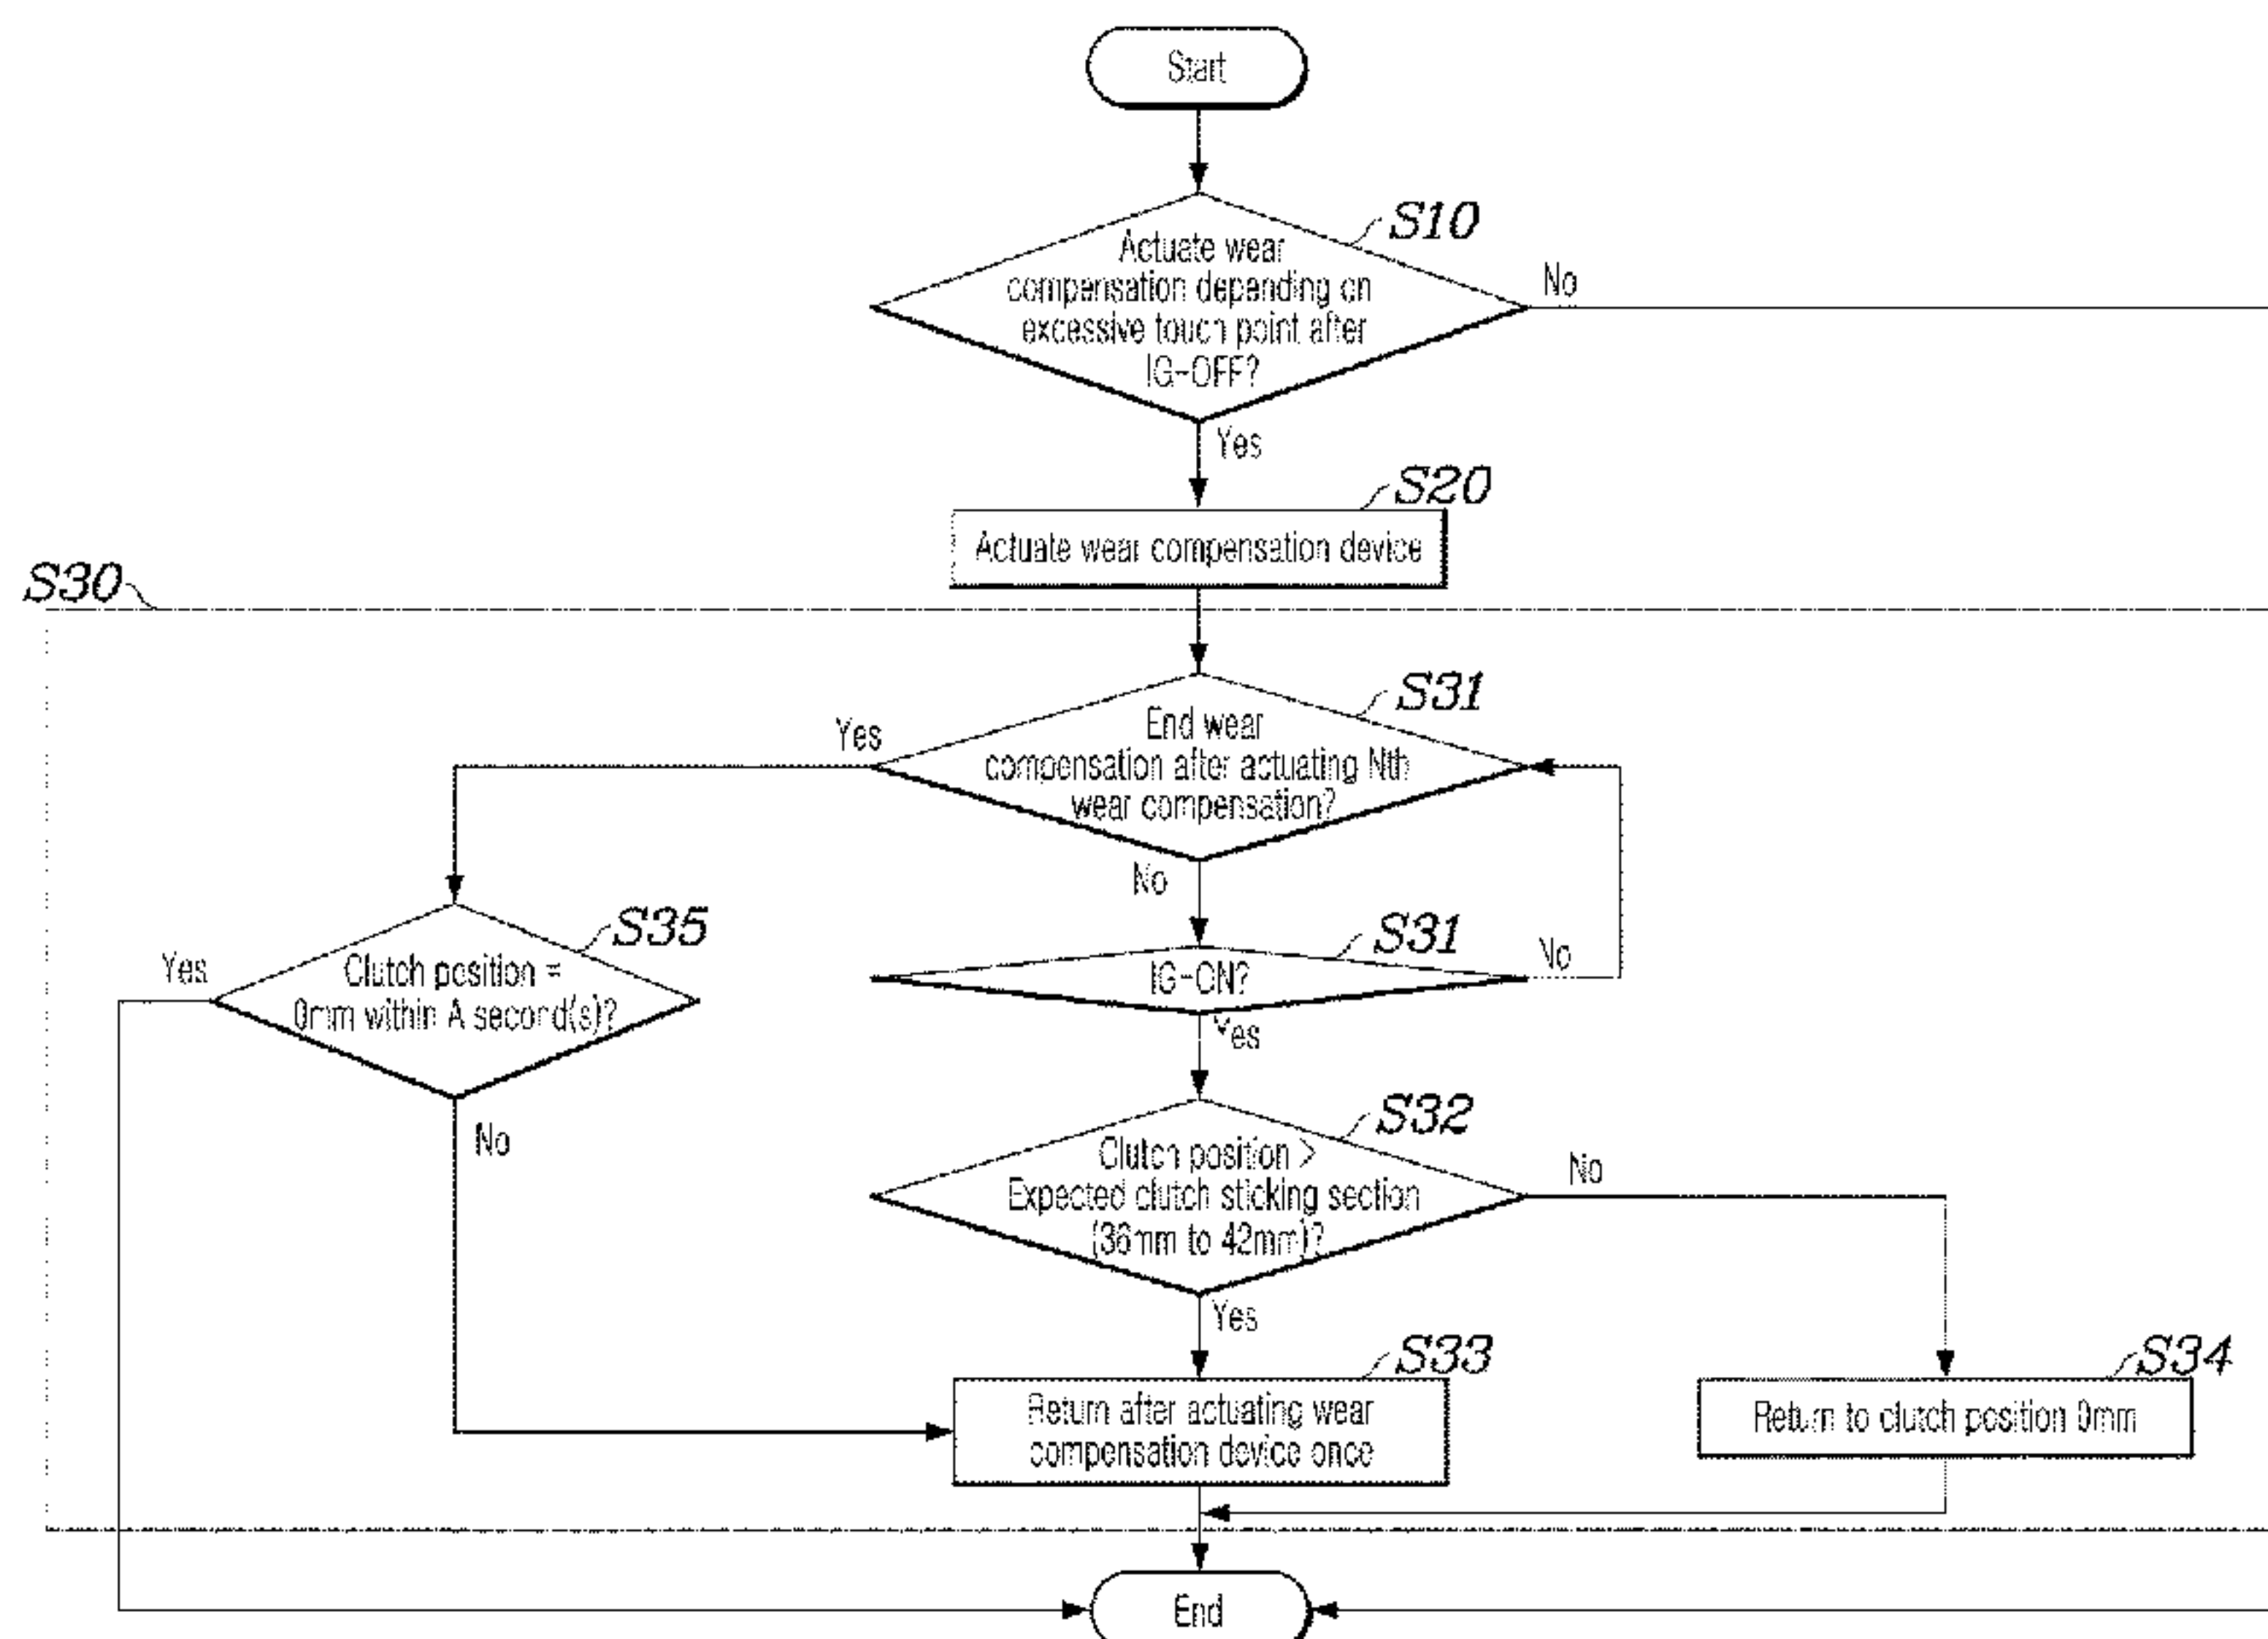 Start
S10
Actuate wear
compensation depending on
excessive touch point after
IG-OFF?
No
Yes
S20
Actuate wear compensation device
S30
S31
End wear
compensation after actuating Nth
wear compensation?
Yes
No
S35
Clutch position =
0mm within A second(s)?
Yes
No
S31
IG-ON?
No
Yes
S32
Clutch position >
Expected clutch sticking section
(36mm to 42mm)?
No
Yes
S33
Return after actuating wear
compensation device once
S34
Return to clutch position 0mm
End